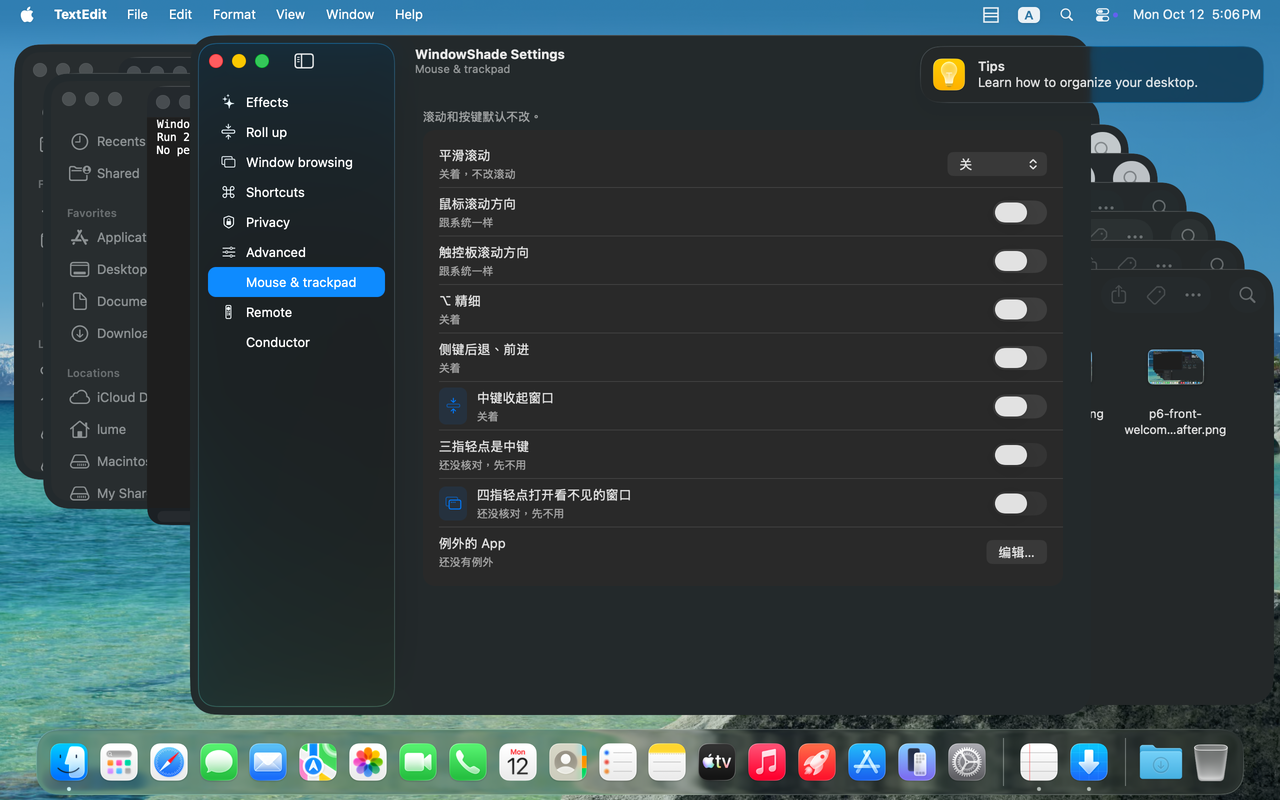 TextEdit File Edit Format View Window Help
A
Mon Oct 12 5:06 PM
Tips
Learn how to organize your desktop.
Recents
Shared
Favorites
Applicat
Desktop
Docume
Downloa
Locations
iCloud D
lume
Macintos
My Shar
Windo
Run 2
No pe
Effects
Roll up
Window browsing
Shortcuts
Privacy
Advanced
Mouse & trackpad
Remote
Conductor
WindowShade Settings
Mouse & trackpad
滚动和按键默认不改。
平滑滚动
关着，不改滚动
关
鼠标滚动方向
跟系统一样
触控板滚动方向
跟系统一样
⌥ 精细
关着
侧键后退、前进
关着
中键收起窗口
关着
三指轻点是中键
还没核对，先不用
四指轻点打开看不见的窗口
还没核对，先不用
例外的 App
还没有例外
编辑...
ng
p6-front-
welcom...after.png
Mon
12
tv